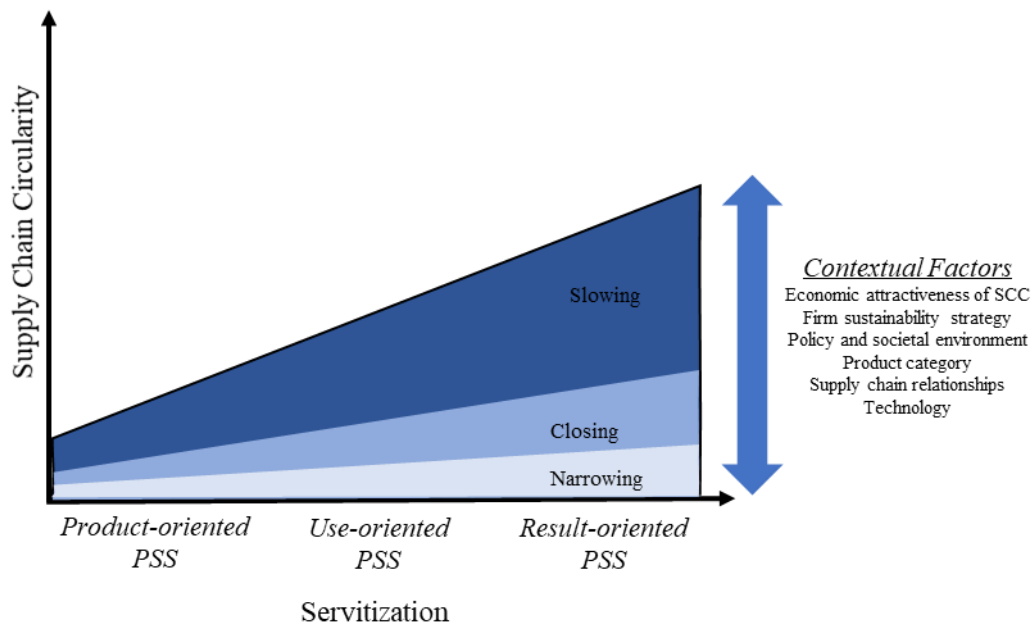 Supply Chain Circularity
Slowing
Closing
Narrowing
Contextual Factors
Economic attractiveness of SCC
Firm sustainability strategy
Policy and societal environment
Product category
Supply chain relationships
Technology
Product-oriented
PSS
Use-oriented
PSS
Result-oriented
PSS
Servitization